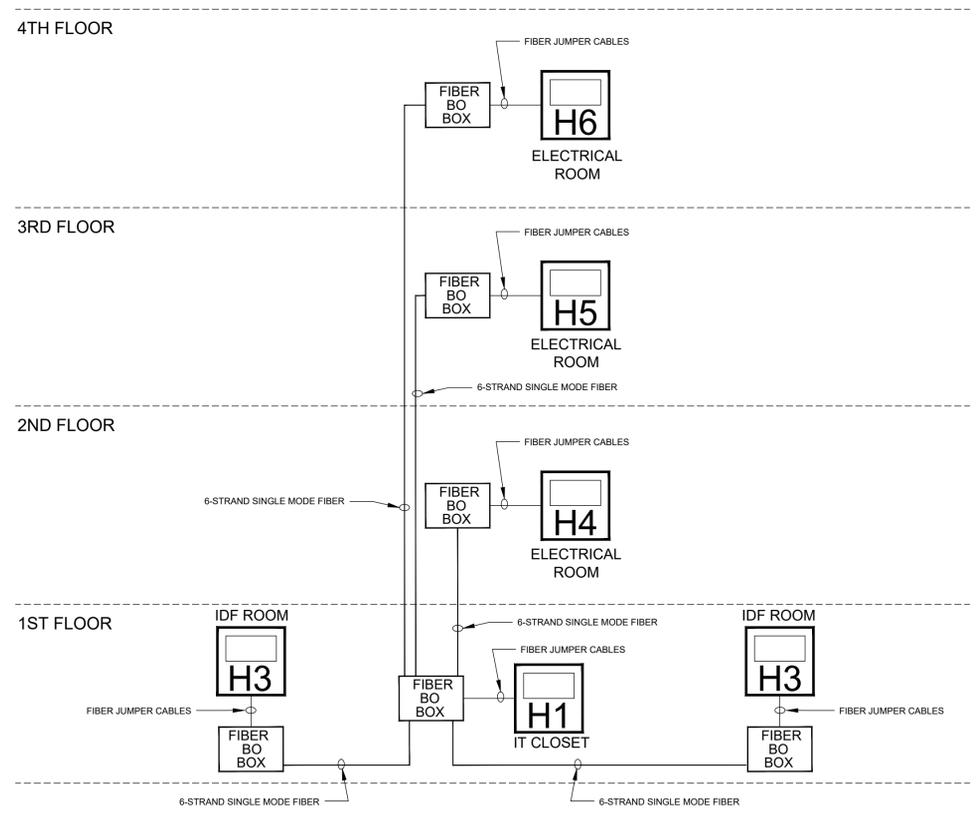 4TH FLOOR
FIBER JUMPER CABLES
FIBER
BO
BOX
H6
ELECTRICAL
ROOM
3RD FLOOR
FIBER JUMPER CABLES
FIBER
BO
BOX
H5
ELECTRICAL
ROOM
6-STRAND SINGLE MODE FIBER
2ND FLOOR
FIBER JUMPER CABLES
6-STRAND SINGLE MODE FIBER
FIBER
BO
BOX
H4
ELECTRICAL
ROOM
1ST FLOOR
IDF ROOM
H3
FIBER JUMPER CABLES
FIBER
BO
BOX
6-STRAND SINGLE MODE FIBER
6-STRAND SINGLE MODE FIBER
FIBER JUMPER CABLES
FIBER
BO
BOX
H1
IT CLOSET
IDF ROOM
H3
FIBER JUMPER CABLES
FIBER
BO
BOX
6-STRAND SINGLE MODE FIBER